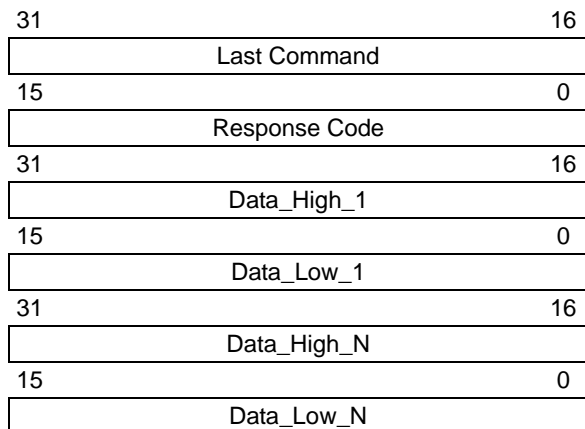 31 16
Last Command
15 0
Response Code
31 16
Data_High_1
15 0
Data_Low_1
31 16
Data_High_N
15 0
Data_Low_N